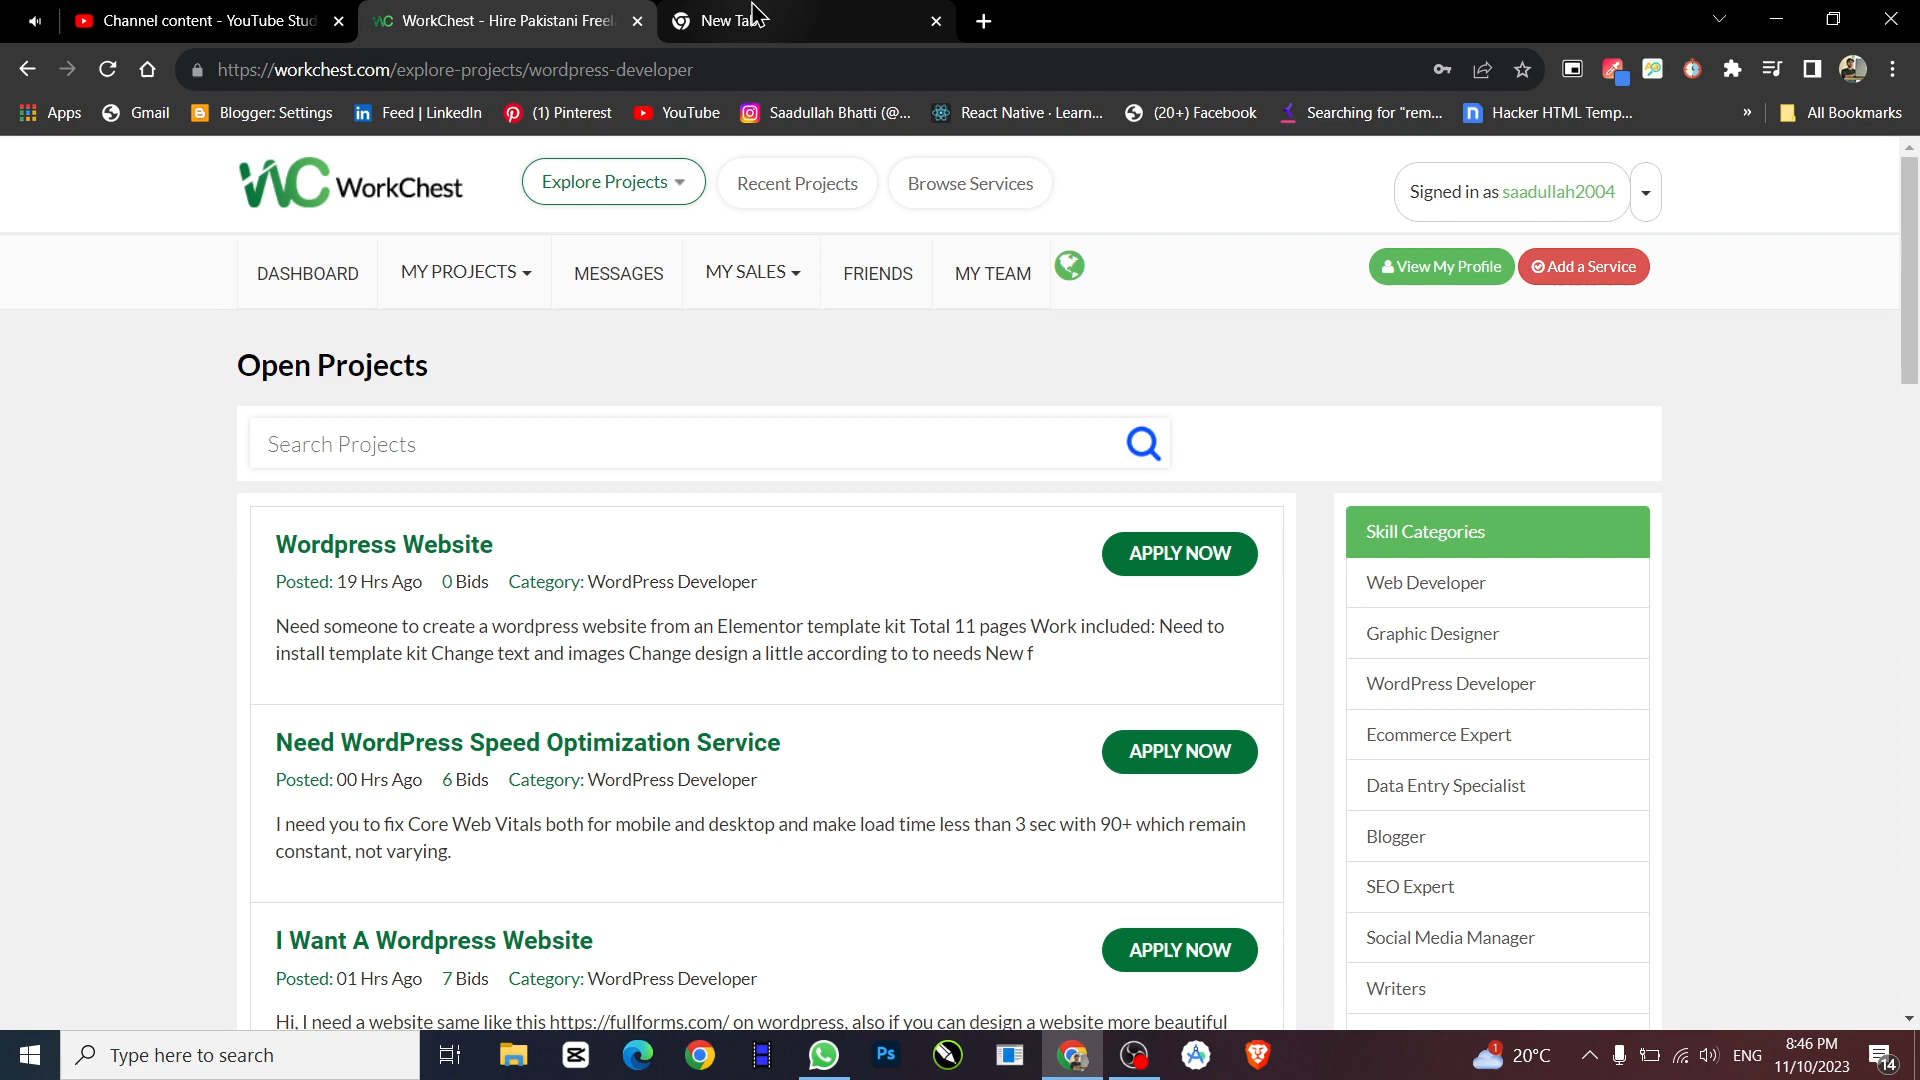 Channel content - YouTube Stud
WorkChest - Hire Pakistani Freel
New Ta
https://workchest.com/explore-projects/wordpress-developer
Apps
Gmail
Blogger: Settings
Feed | LinkedIn
(1) Pinterest
YouTube
Saadullah Bhatti (@...
React Native · Learn...
(20+) Facebook
Searching for "rem...
Hacker HTML Temp...
»
All Bookmarks
WC WorkChest
Explore Projects
Recent Projects
Browse Services
Signed in as saadullah2004
DASHBOARD
MY PROJECTS
MESSAGES
MY SALES
FRIENDS
MY TEAM
View My Profile
Add a Service
Open Projects
Search Projects
Wordpress Website
APPLY NOW
Posted: 19 Hrs Ago 0 Bids Category: WordPress Developer
Need someone to create a wordpress website from an Elementor template kit Total 11 pages Work included: Need to
install template kit Change text and images Change design a little according to to needs New f
Need WordPress Speed Optimization Service
APPLY NOW
Posted: 00 Hrs Ago 6 Bids Category: WordPress Developer
I need you to fix Core Web Vitals both for mobile and desktop and make load time less than 3 sec with 90+ which remain
constant, not varying.
I Want A Wordpress Website
APPLY NOW
Posted: 01 Hrs Ago 7 Bids Category: WordPress Developer
Hi, I need a website same like this https://fullforms.com/ on wordpress, also if you can design a website more beautiful
Skill Categories
Web Developer
Graphic Designer
WordPress Developer
Ecommerce Expert
Data Entry Specialist
Blogger
SEO Expert
Social Media Manager
Writers
Type here to search
Ps
1
20°C
ENG
8:46 PM
11/10/2023
14